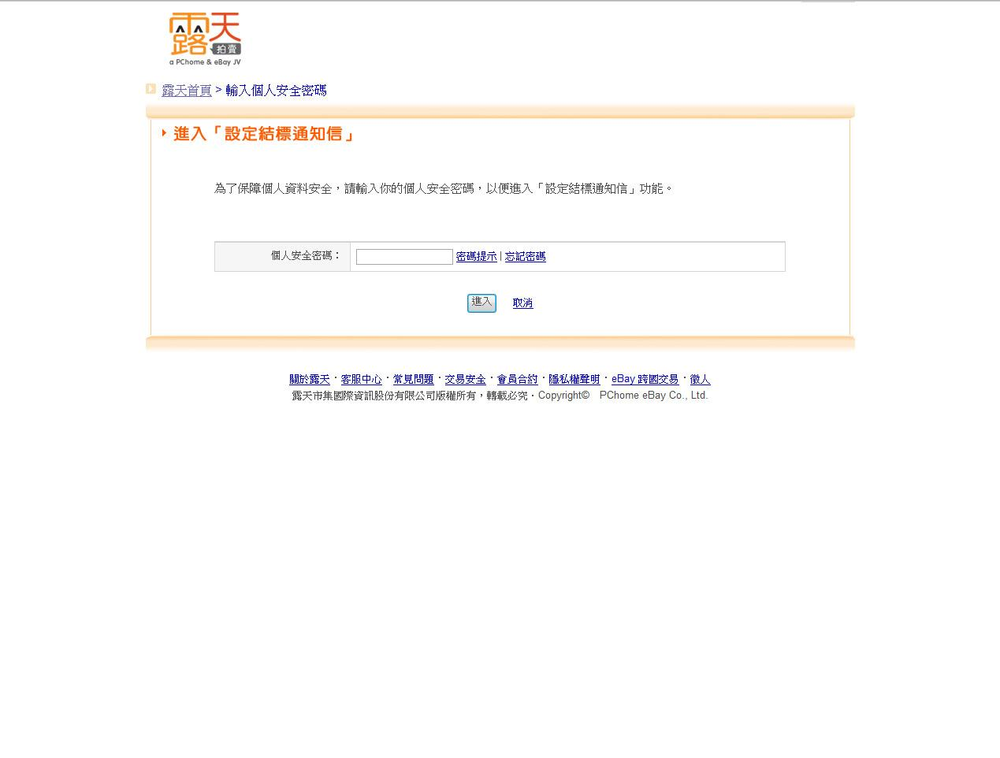 露天
拍賣
a PChome & eBay JV
露天首頁 > 輸入個人安全密碼
進入「設定結標通知信」
為了保障個人資料安全，請輸入你的個人安全密碼，以便進入「設定結標通知信」功能。
個人安全密碼： 密碼提示 | 忘記密碼
進入 取消
關於露天‧客服中心‧常見問題‧交易安全‧會員合約‧隱私權聲明‧eBay 跨國交易‧徵人
露天市集國際資訊股份有限公司版權所有，轉載必究‧Copyright© PChome eBay Co., Ltd.